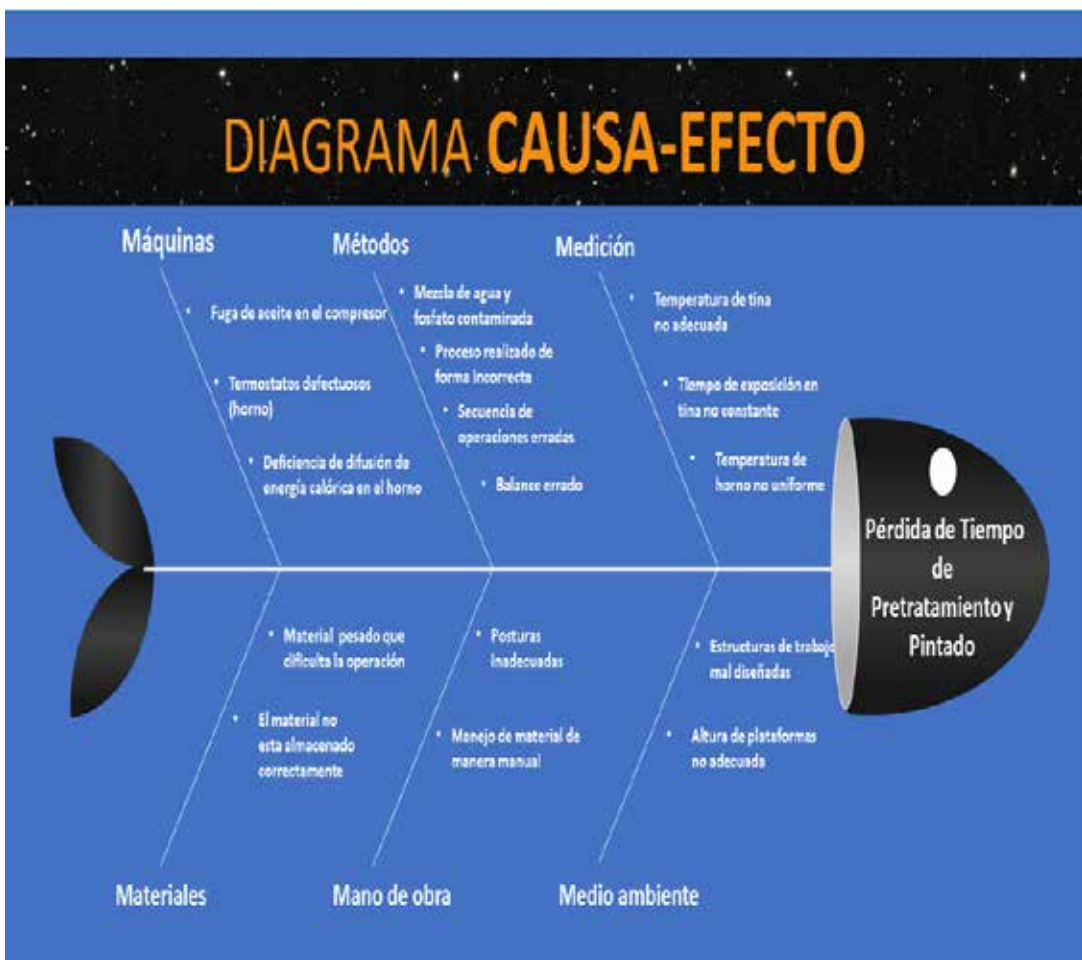 DIAGRAMA CAUSA-EFECTO
Máquinas
• Fuga de aceite en el compresor
• Termostatos defectuosos
(horno)
• Deficiencia de difusión de
energía calórica en el horno
Métodos
• Mezcla de agua y
fosfato contaminada
• Proceso realizado de
forma incorrecta
• Secuencia de
operaciones erradas
• Balance errado
Medición
• Temperatura de tina
no adecuada
• Tiempo de exposición en
tina no constante
• Temperatura de
horno no uniforme
Pérdida de Tiempo
de
Pretratamiento y
Pintado
• Material pesado que
dificulta la operación
• El material no
esta almacenado
correctamente
Materiales
• Posturas
inadecuadas
• Manejo de material de
manera manual
Mano de obra
• Estructuras de trabajo
mal diseñadas
• Altura de plataformas
no adecuada
Medio ambiente